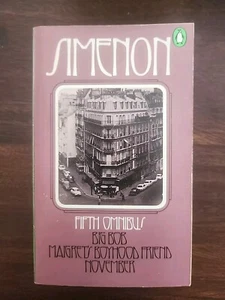 SIMENON
FIFTH OMNIBUS
BIG BOB
MAIGRET'S BOYHOOD FRIEND
NOVEMBER